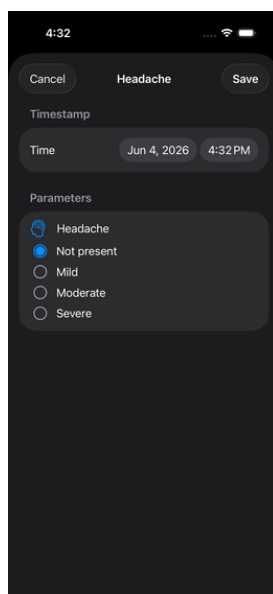 4:32
Cancel Headache Save
Timestamp
Time Jun 4, 2026 4:32 PM
Parameters
Headache
Not present
Mild
Moderate
Severe